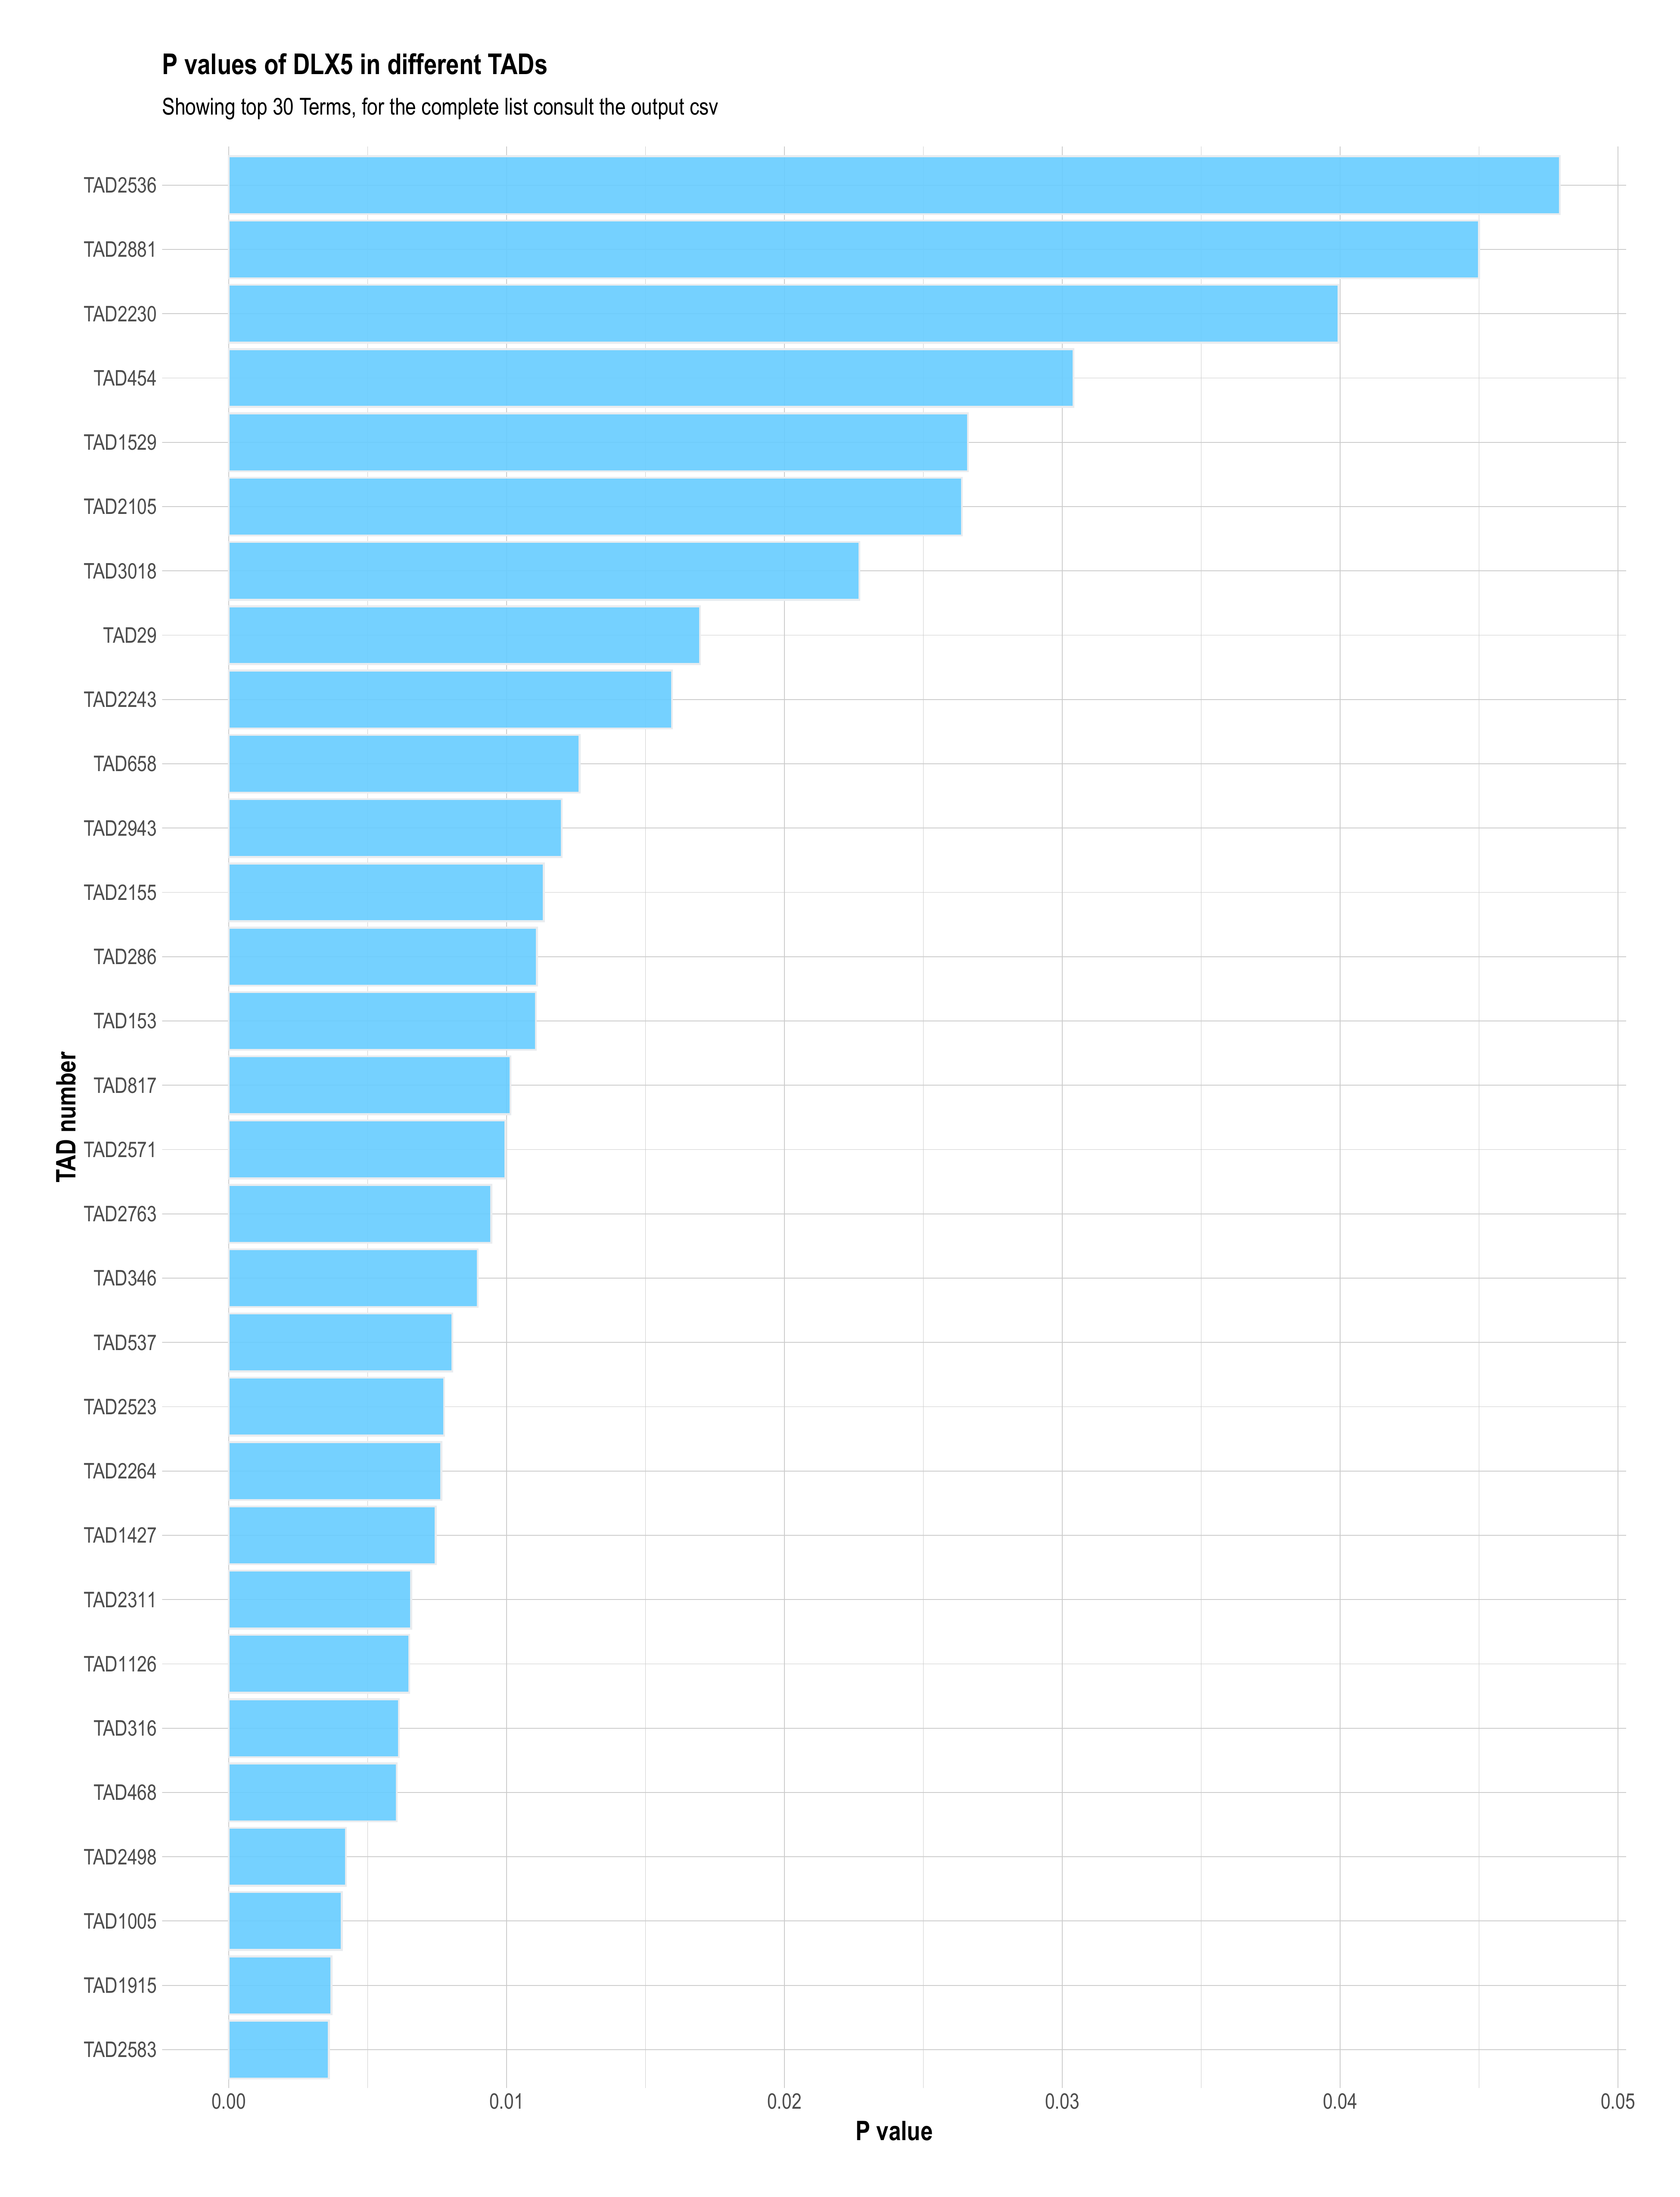 P values of DLX5 in different TADs
Showing top 30 Terms, for the complete list consult the output csv
TAD2536
TAD2881
TAD2230
TAD454
TAD1529
TAD2105
TAD3018
TAD29
TAD2243
TAD658
TAD2943
TAD2155
TAD286
TAD153
TAD817
TAD2571
TAD2763
TAD346
TAD537
TAD2523
TAD2264
TAD1427
TAD2311
TAD1126
TAD316
TAD468
TAD2498
TAD1005
TAD1915
TAD2583
TAD number
0.00 0.01 0.02 0.03 0.04 0.05
P value